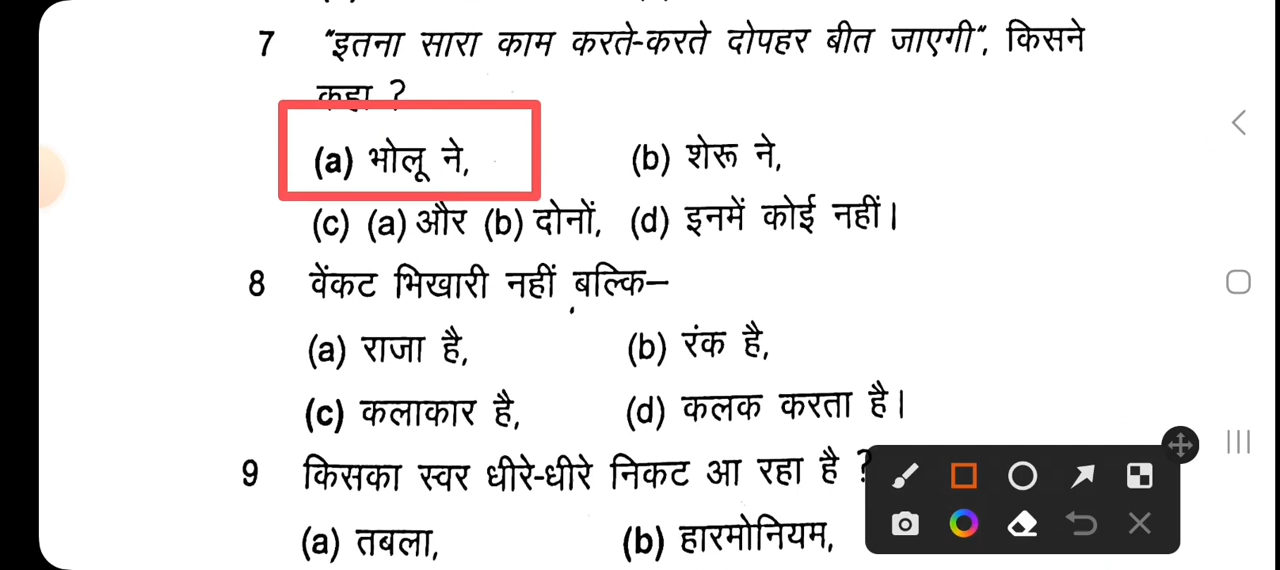 7 “इतना सारा काम करते-करते दोपहर बीत जाएगी“, किसने
कहा ?
(a) भोलू ने, (b) शेरू ने,
(c) (a) और (b) दोनों, (d) इनमें कोई नहीं।
8 वेंकट भिखारी नहीं बल्कि–
(a) राजा है, (b) रंक है,
(c) कलाकार है, (d) कलक करता है।
9 किसका स्वर धीरे-धीरे निकट आ रहा है ?
(a) तबला, (b) हारमोनियम,